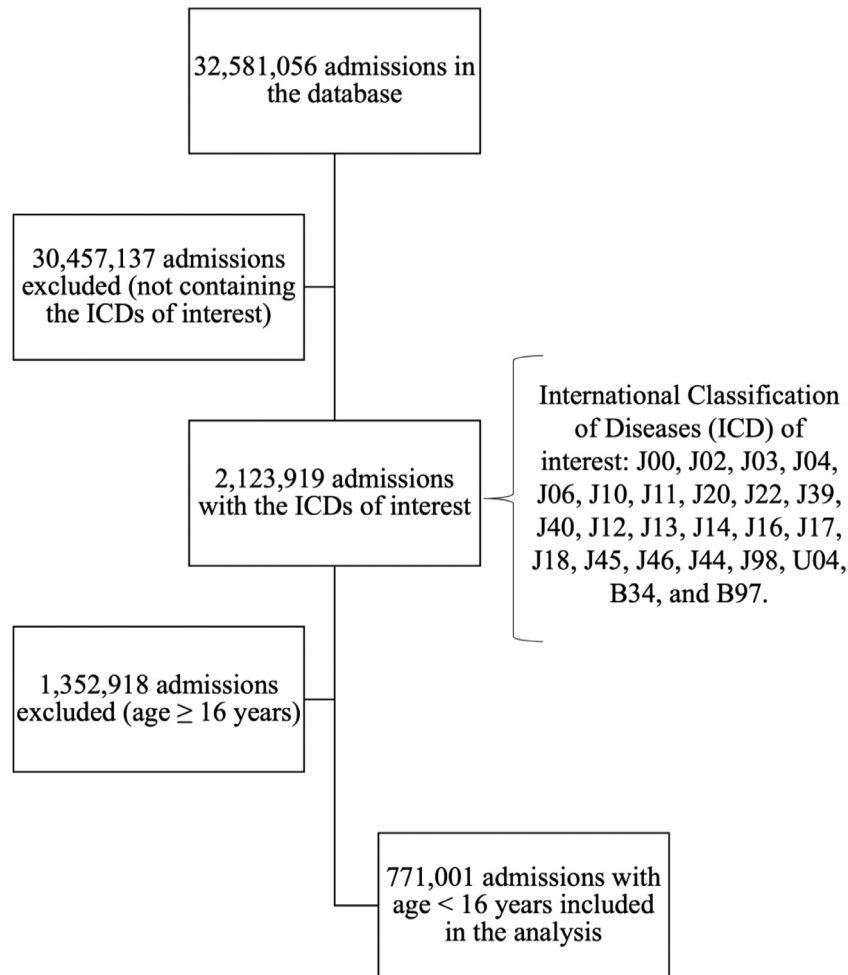 32,581,056 admissions in
the database
30,457,137 admissions
excluded (not containing
the ICDs of interest)
2,123,919 admissions
with the ICDs of interest
International Classification
of Diseases (ICD) of
interest: J00, J02, J03, J04,
J06, J10, J11, J20, J22, J39,
J40, J12, J13, J14, J16, J17,
J18, J45, J46, J44, J98, U04,
B34, and B97.
1,352,918 admissions
excluded (age ≥ 16 years)
771,001 admissions with
age < 16 years included
in the analysis